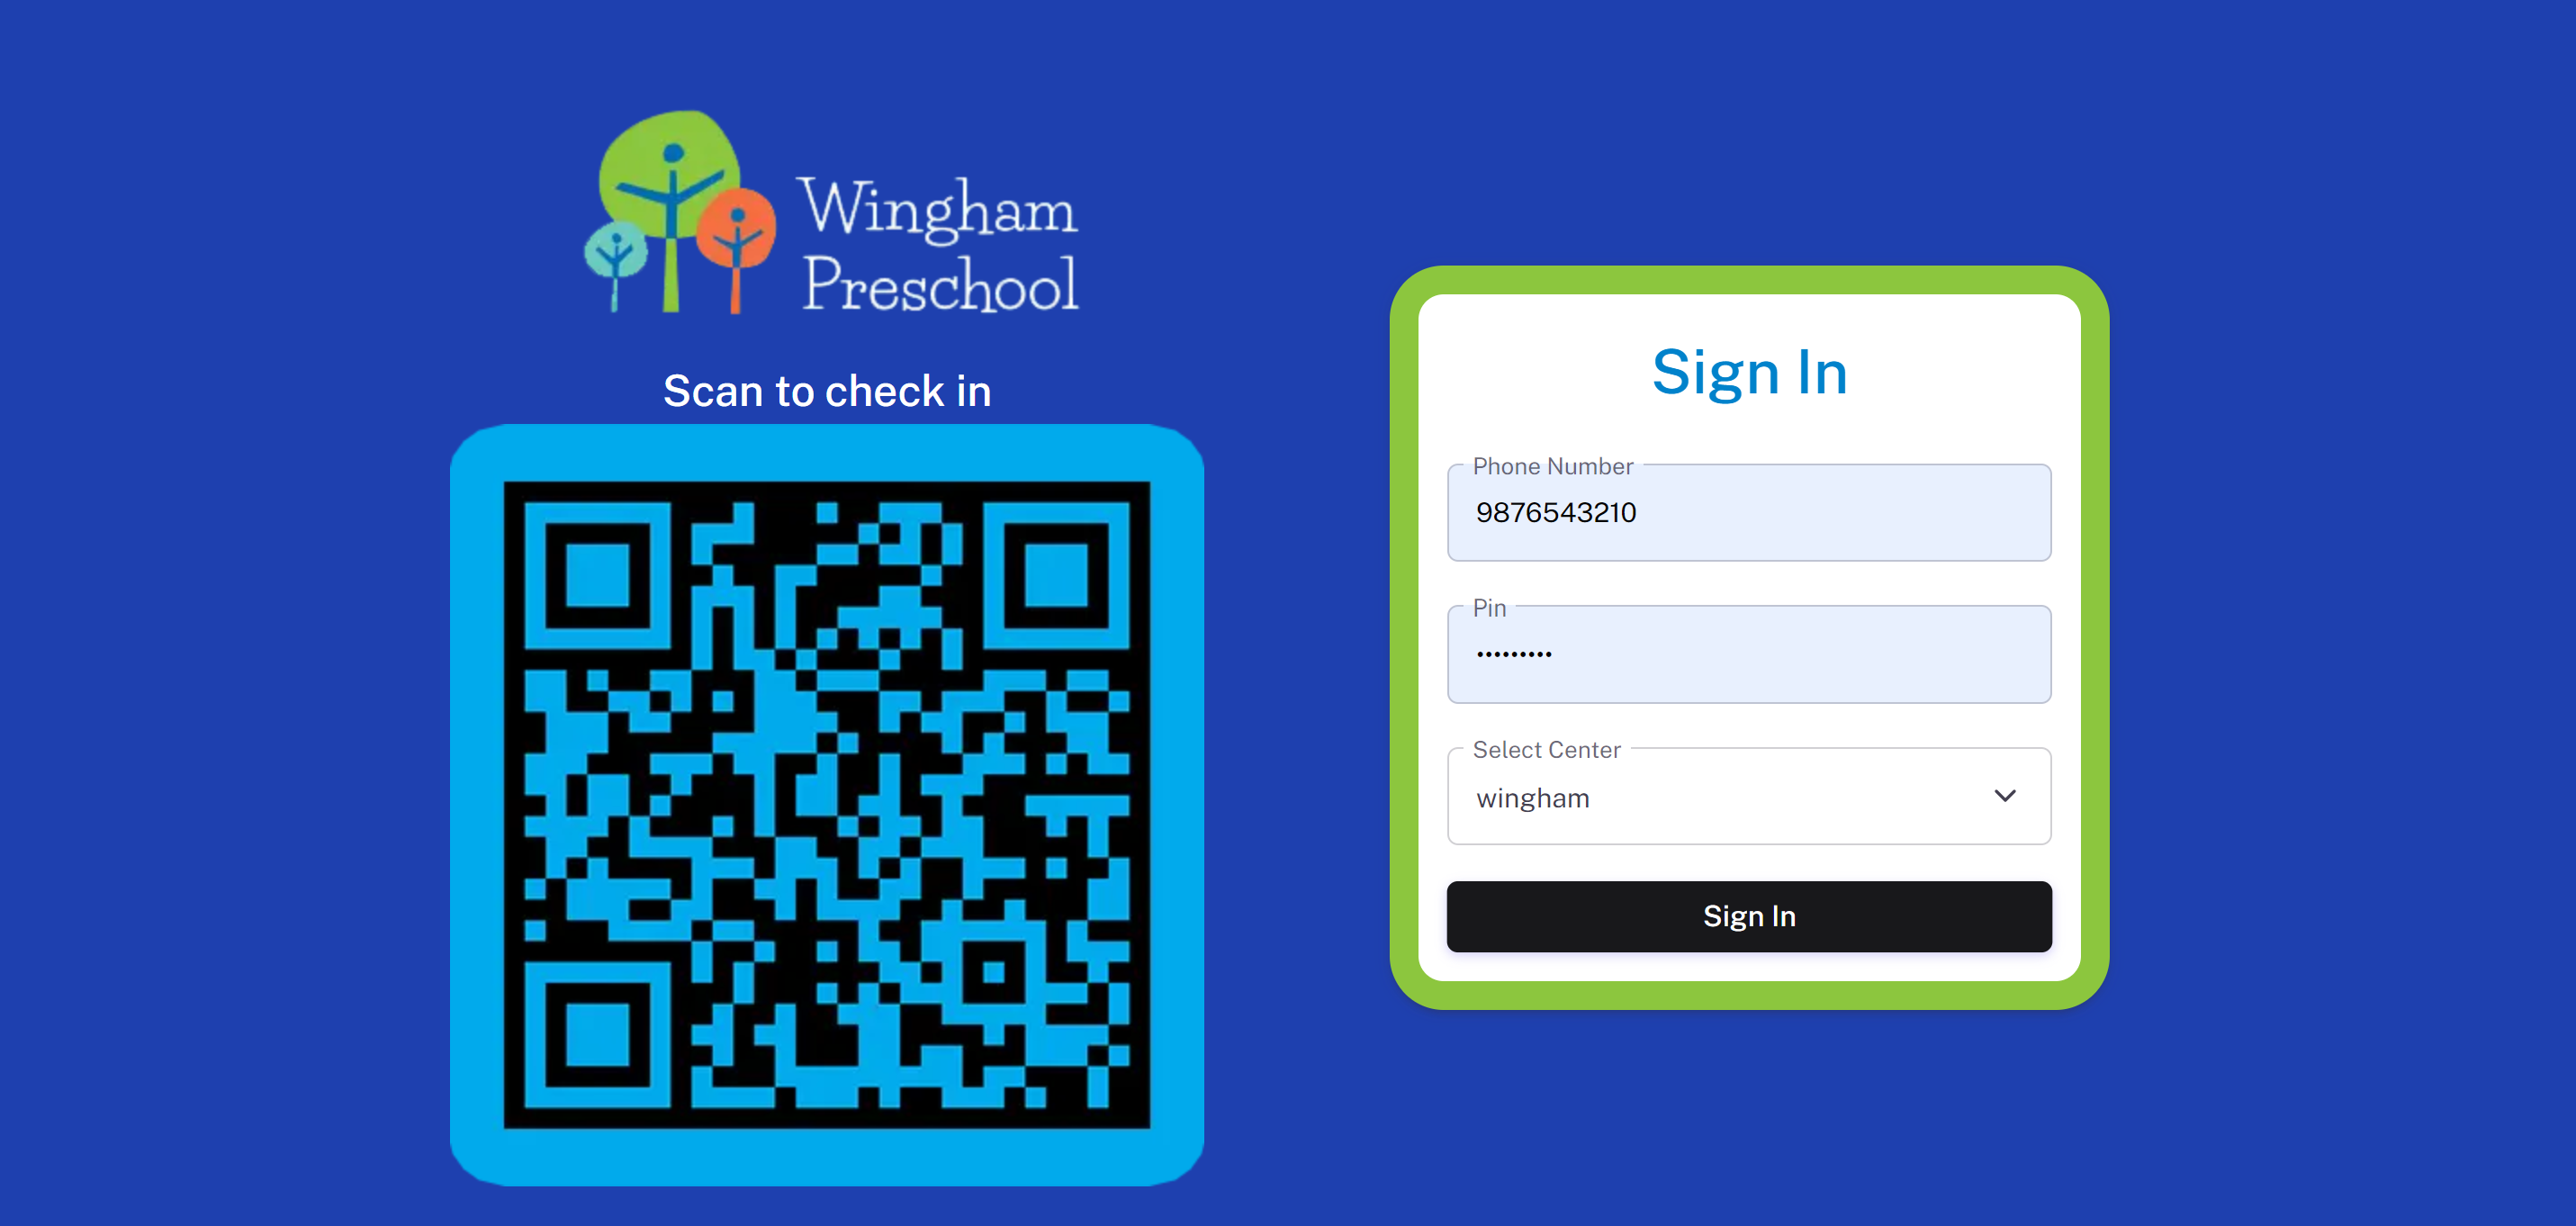 Wingham
Preschool
Scan to check in
Sign In
Phone Number
9876543210
Pin
•••••••••
Select Center
wingham
Sign In